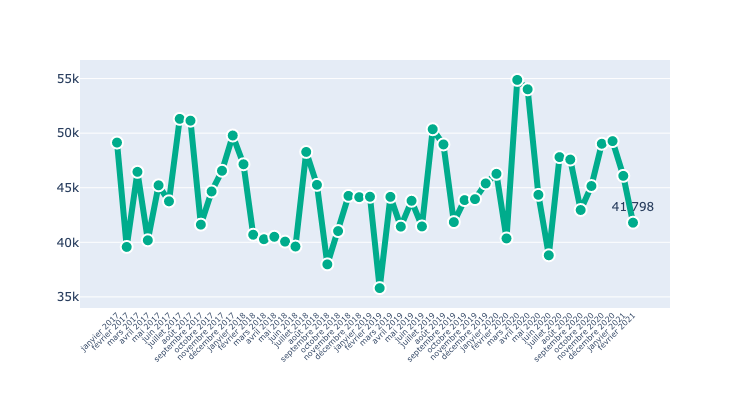 55k
50k
45k
40k
35k
41 798
janvier 2017
février 2017
mars 2017
avril 2017
mai 2017
juin 2017
juillet 2017
août 2017
septembre 2017
octobre 2017
novembre 2017
décembre 2017
janvier 2018
février 2018
mars 2018
avril 2018
mai 2018
juin 2018
juillet 2018
août 2018
septembre 2018
octobre 2018
novembre 2018
décembre 2018
janvier 2019
février 2019
mars 2019
avril 2019
mai 2019
juin 2019
juillet 2019
août 2019
septembre 2019
octobre 2019
novembre 2019
décembre 2019
janvier 2020
février 2020
mars 2020
avril 2020
mai 2020
juin 2020
juillet 2020
août 2020
septembre 2020
octobre 2020
novembre 2020
décembre 2020
janvier 2021
février 2021